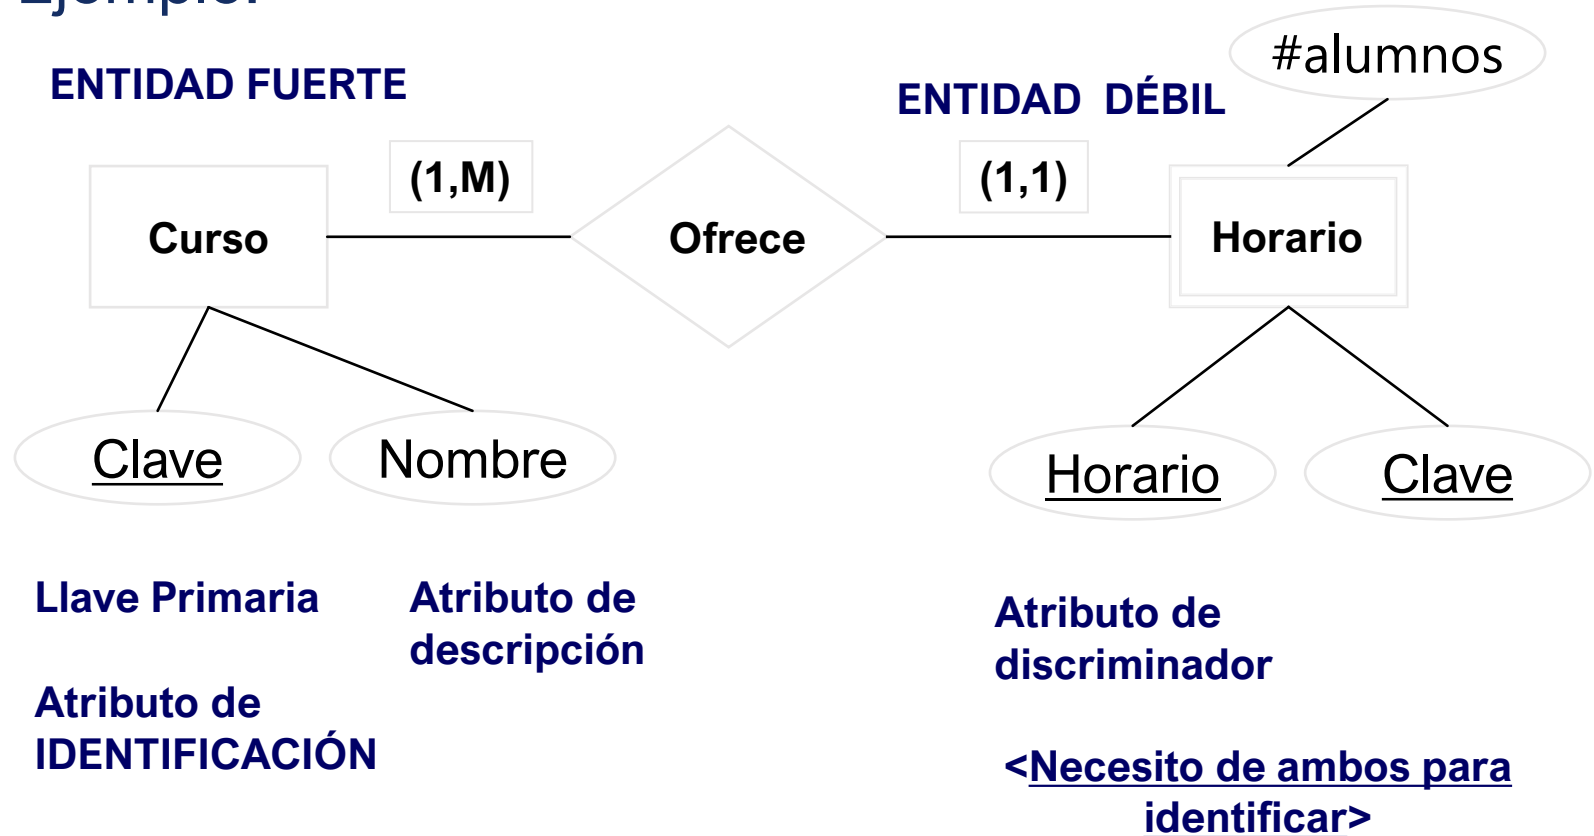 Ejemplo:
#alumnos
ENTIDAD FUERTE
ENTIDAD DÉBIL
(1,M)
(1,1)
Curso
Ofrece
Horario
Clave
Nombre
Horario
Clave
Llave Primaria
Atributo de
descripción
Atributo de
IDENTIFICACIÓN
Atributo de
discriminador
<Necesito de ambos para
identificar>